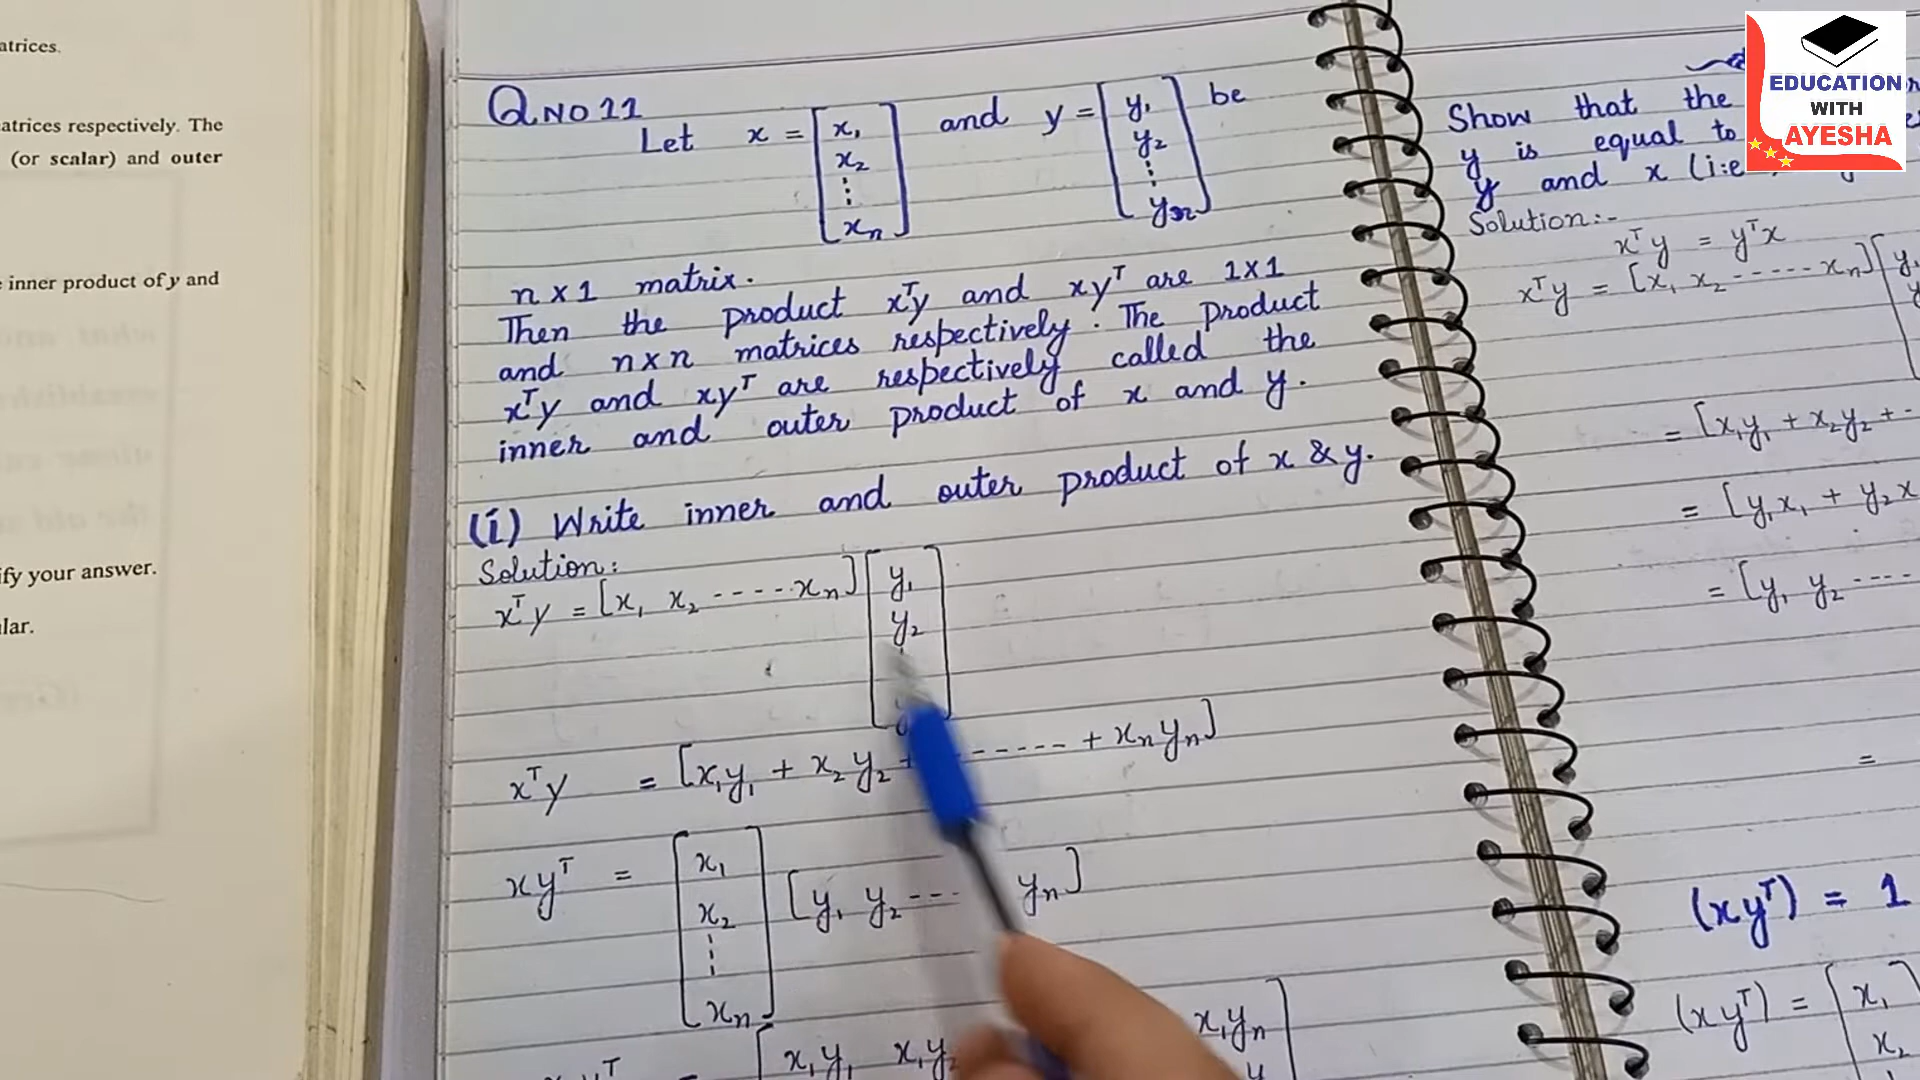 atrices.
atrices respectively. The
(or scalar) and outer
inner product of y and
ify your answer.
lar.
QNO 11
Let x = [x₁ x₂ ⋮ xₙ] and y = [y₁ y₂ ⋮ yₙ] be
n×1 matrix.
Then the product xᵀy and xyᵀ are 1×1
and n×n matrices respectively. The product
xᵀy and xyᵀ are respectively called the
inner and outer product of x and y.
(i) Write inner and outer product of x & y.
Solution:
xᵀy = [x₁ x₂ ----- xₙ] [y₁ y₂
xᵀy = [x₁y₁ + x₂y₂ + ------ + xₙyₙ]
xyᵀ = [x₁ x₂ ⋮ xₙ] [y₁ y₂ --- yₙ]
= [x₁y₁ x₁y₂ x₁yₙ]
Show that the
y is equal to
y and x (i:e
Solution:-
xᵀy = yᵀx
xᵀy = [x₁ x₂ ------ xₙ] [y₁
= [x₁y₁ + x₂y₂ + -
= [y₁x₁ + y₂x
= [y₁ y₂ ----
=
(xyᵀ) = 1
(xyᵀ) = [x₁
x₂
EDUCATION
WITH
AYESHA